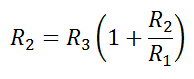 R₂ = R₃ (1 + R₂/R₁)